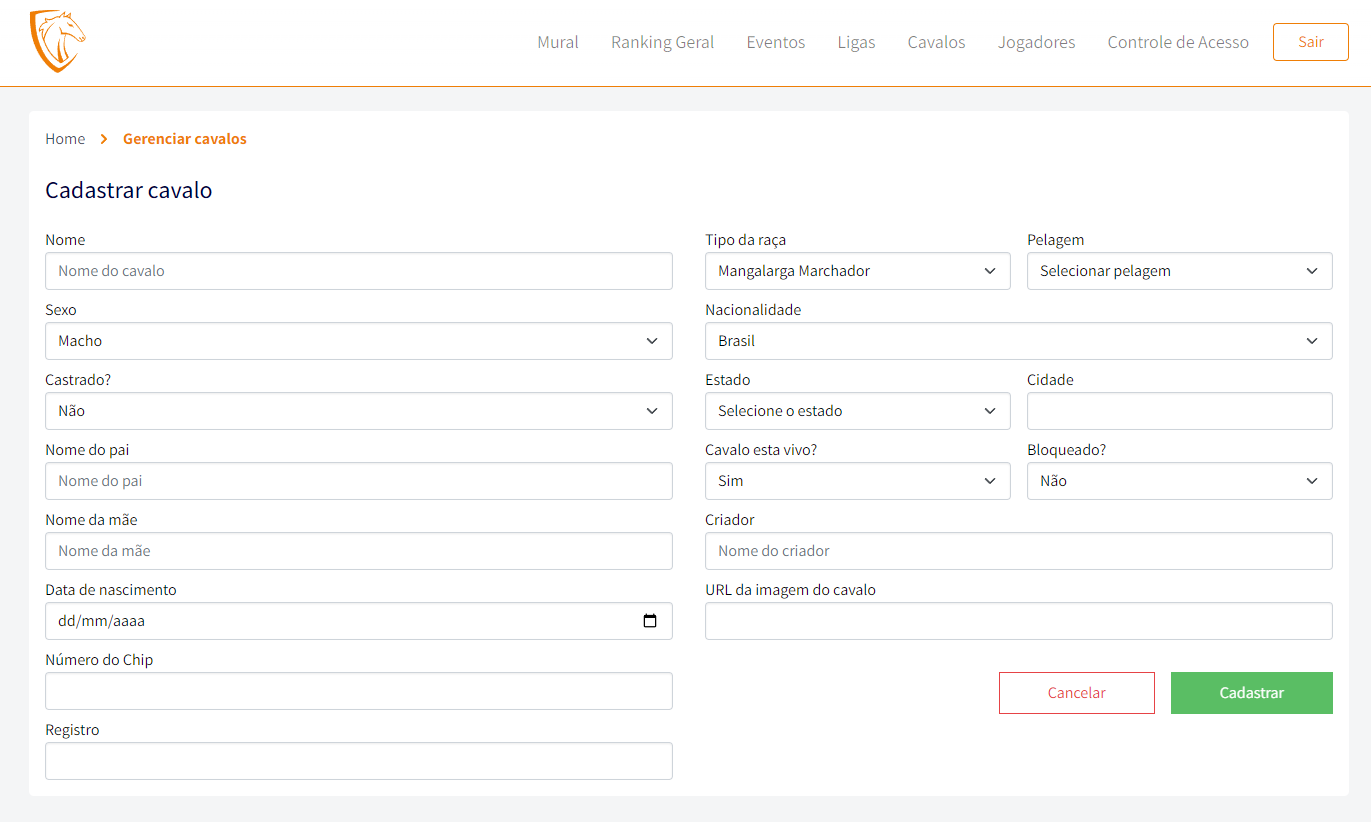 Mural Ranking Geral Eventos Ligas Cavalos Jogadores Controle de Acesso Sair
Home Gerenciar cavalos
Cadastrar cavalo
Nome
Nome do cavalo
Sexo
Macho
Castrado?
Não
Nome do pai
Nome do pai
Nome da mãe
Nome da mãe
Data de nascimento
dd/mm/aaaa
Número do Chip
Registro
Tipo da raça Pelagem
Mangalarga Marchador Selecionar pelagem
Nacionalidade
Brasil
Estado Cidade
Selecione o estado
Cavalo esta vivo? Bloqueado?
Sim Não
Criador
Nome do criador
URL da imagem do cavalo
Cancelar Cadastrar